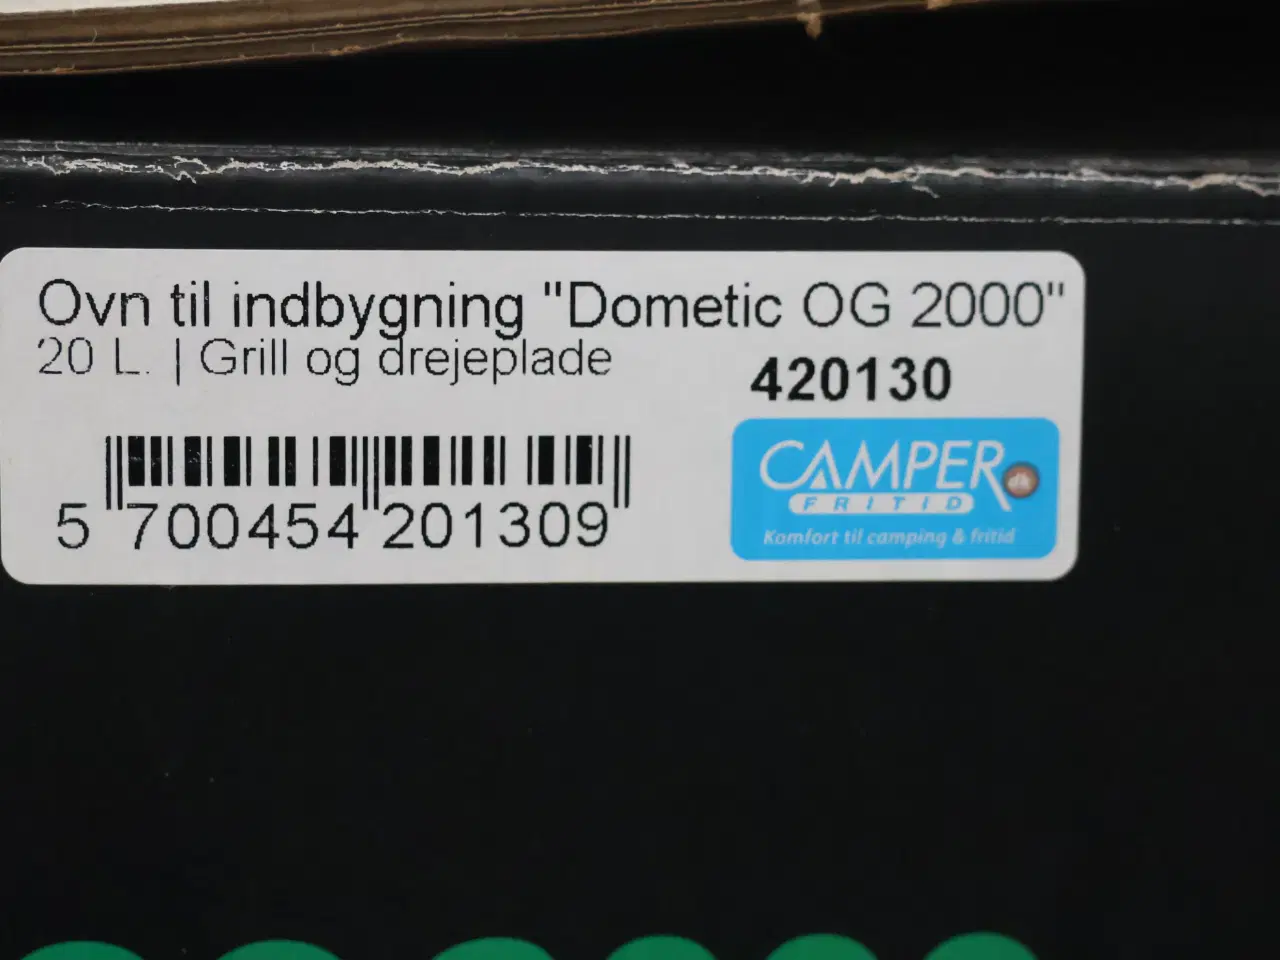 Ovn til indbygning "Dometic OG 2000"
20 L. | Grill og drejeplade
420130
5 700454 201309
CAMPER.dk
FRITID
Komfort til camping & fritid